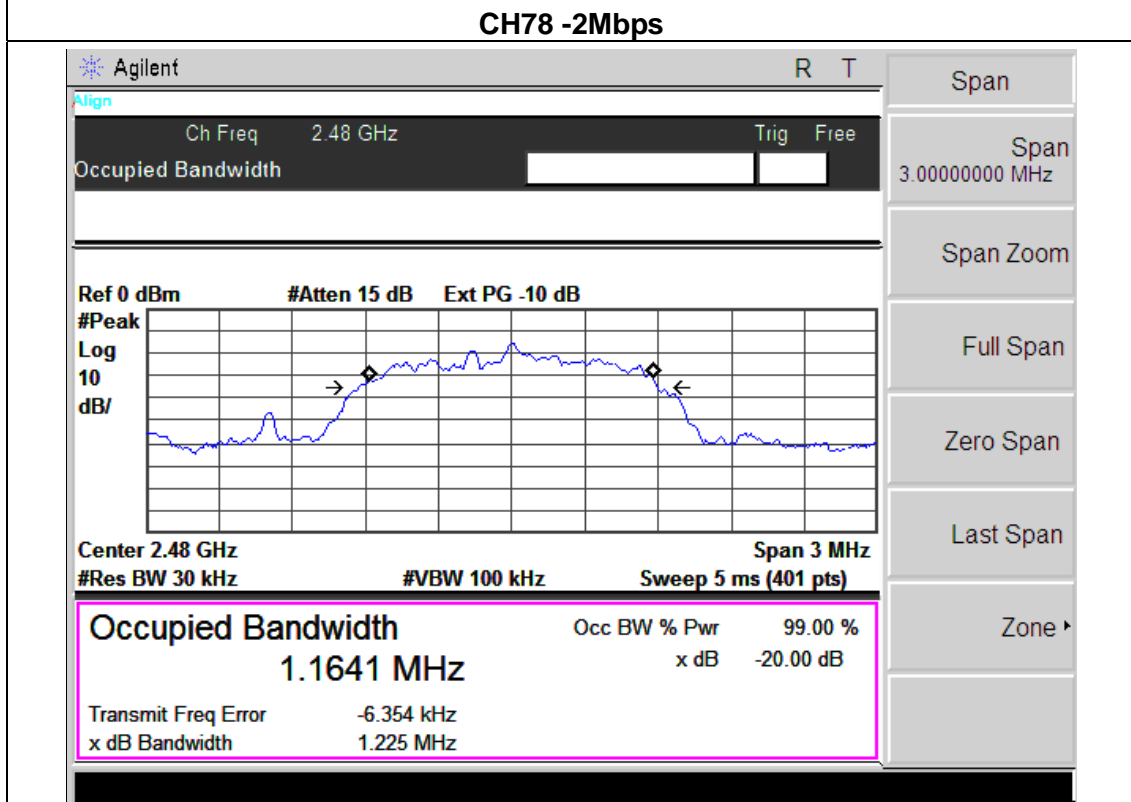 CH78 -2Mbps
Agilent R T
Align
Ch Freq 2.48 GHz Trig Free
Occupied Bandwidth
Ref 0 dBm #Atten 15 dB Ext PG -10 dB
#Peak
Log
10
dB/
Center 2.48 GHz Span 3 MHz
#Res BW 30 kHz #VBW 100 kHz Sweep 5 ms (401 pts)
Occupied Bandwidth Occ BW % Pwr 99.00 %
1.1641 MHz x dB -20.00 dB
Transmit Freq Error -6.354 kHz
x dB Bandwidth 1.225 MHz
Span
Span
3.00000000 MHz
Span Zoom
Full Span
Zero Span
Last Span
Zone